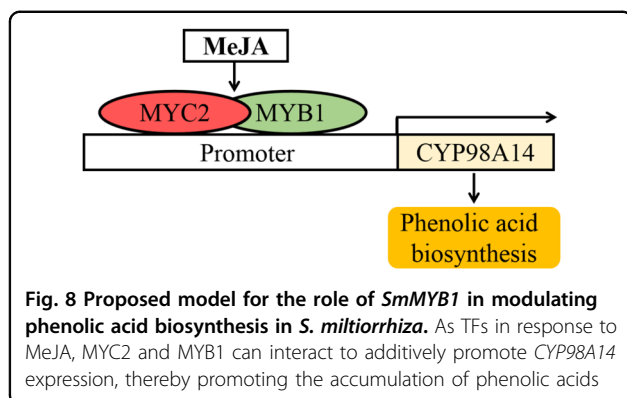 MeJA
MYC2 MYB1
Promoter CYP98A14
Phenolic acid
biosynthesis
Fig. 8 Proposed model for the role of SmMYB1 in modulating
phenolic acid biosynthesis in S. miltiorrhiza. As TFs in response to
MeJA, MYC2 and MYB1 can interact to additively promote CYP98A14
expression, thereby promoting the accumulation of phenolic acids